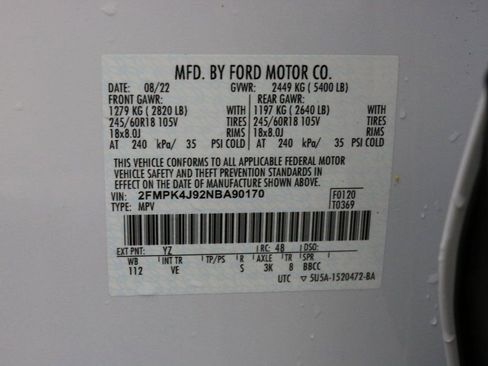 MFD. BY FORD MOTOR CO.
DATE: 08/22 GVWR: 2449 KG ( 5400 LB)
FRONT GAWR: REAR GAWR:
1279 KG ( 2820 LB) WITH 1197 KG ( 2640 LB) WITH
245/60R18 105V TIRES 245/60R18 105V TIRES
18x8.0J RIMS 18x8.0J RIMS
AT 240 kPa/ 35 PSI COLD AT 240 kPa/ 35 PSI COLD
THIS VEHICLE CONFORMS TO ALL APPLICABLE FEDERAL MOTOR
VEHICLE SAFETY AND THEFT PREVENTION STANDARDS IN
EFFECT ON THE DATE OF MANUFACTURE SHOWN ABOVE.
VIN: 2FMPK4J92NBA90170 F0120
TYPE: MPV T0369
EXT PNT: YZ RC: 48 DSO:
WB INT TR TP/PS R AXLE TR SPR
112 VE S 3K 8 BBCC
UTC ▽ 5U5A-1520472-BA